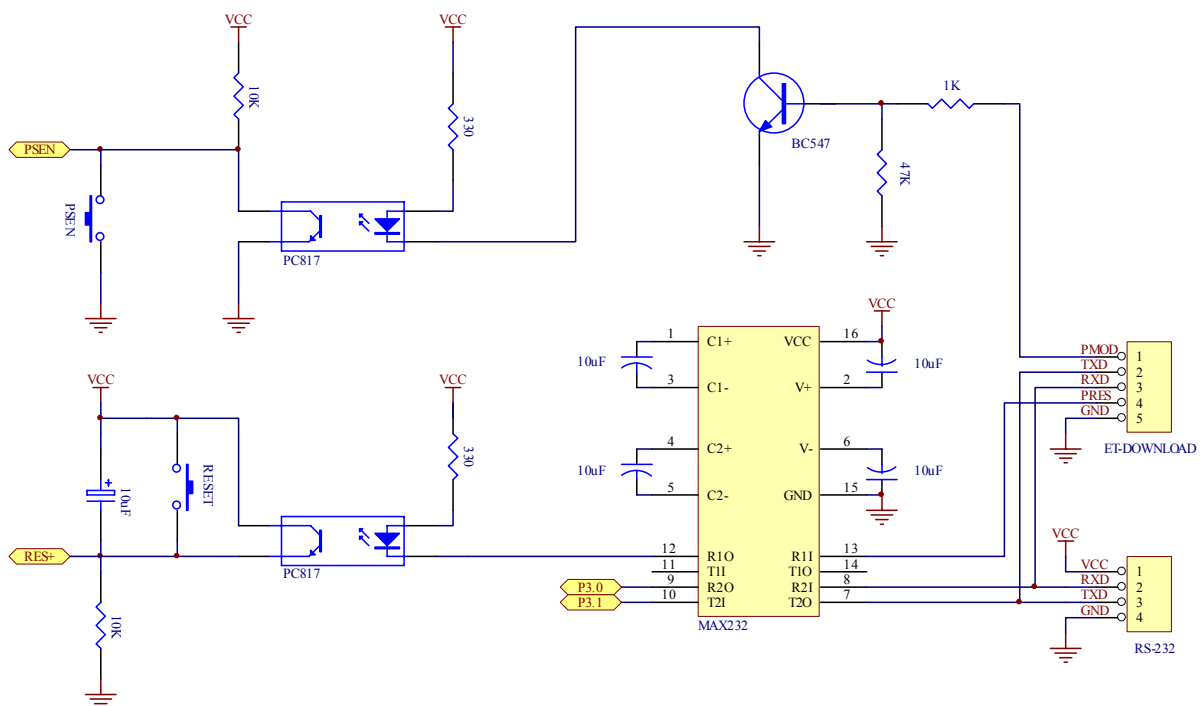 VCC
VCC
10K
330
1K
BC547
47K
PSEN
PSEN
PC817
VCC
10uF
1
C1+
VCC
16
3
C1-
V+
2
10uF
4
C2+
V-
6
10uF
5
C2-
GND
15
10uF
12
R1O
R1I
13
11
T1I
T1O
14
9
R2O
R2I
8
10
T2I
T2O
7
MAX232
P3.0
P3.1
PMOD
1
TXD
2
RXD
3
PRES
4
GND
5
ET-DOWNLOAD
VCC
VCC
330
10uF
RESET
RES+
PC817
10K
VCC
VCC
1
RXD
2
TXD
3
GND
4
RS-232